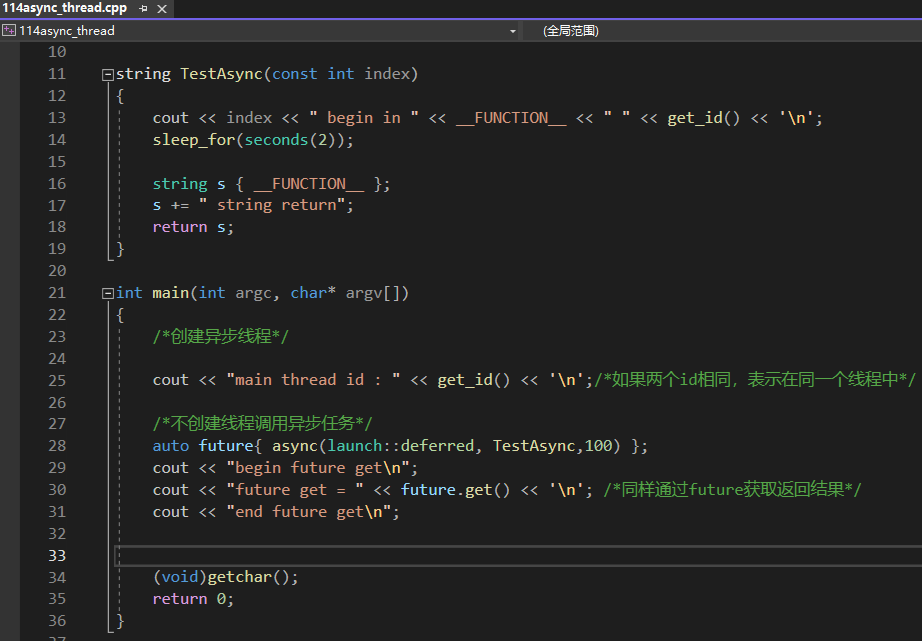 114async_thread.cpp
114async_thread (全局范围)
10
11 string TestAsync(const int index)
12 {
13 cout << index << " begin in " << __FUNCTION__ << " " << get_id() << '\n';
14 sleep_for(seconds(2));
15
16 string s { __FUNCTION__ };
17 s += " string return";
18 return s;
19 }
20
21 int main(int argc, char* argv[])
22 {
23 /*创建异步线程*/
24
25 cout << "main thread id : " << get_id() << '\n';/*如果两个id相同，表示在同一个线程中*/
26
27 /*不创建线程调用异步任务*/
28 auto future{ async(launch::deferred, TestAsync,100) };
29 cout << "begin future get\n";
30 cout << "future get = " << future.get() << '\n'; /*同样通过future获取返回结果*/
31 cout << "end future get\n";
32
33
34 (void)getchar();
35 return 0;
36 }
37